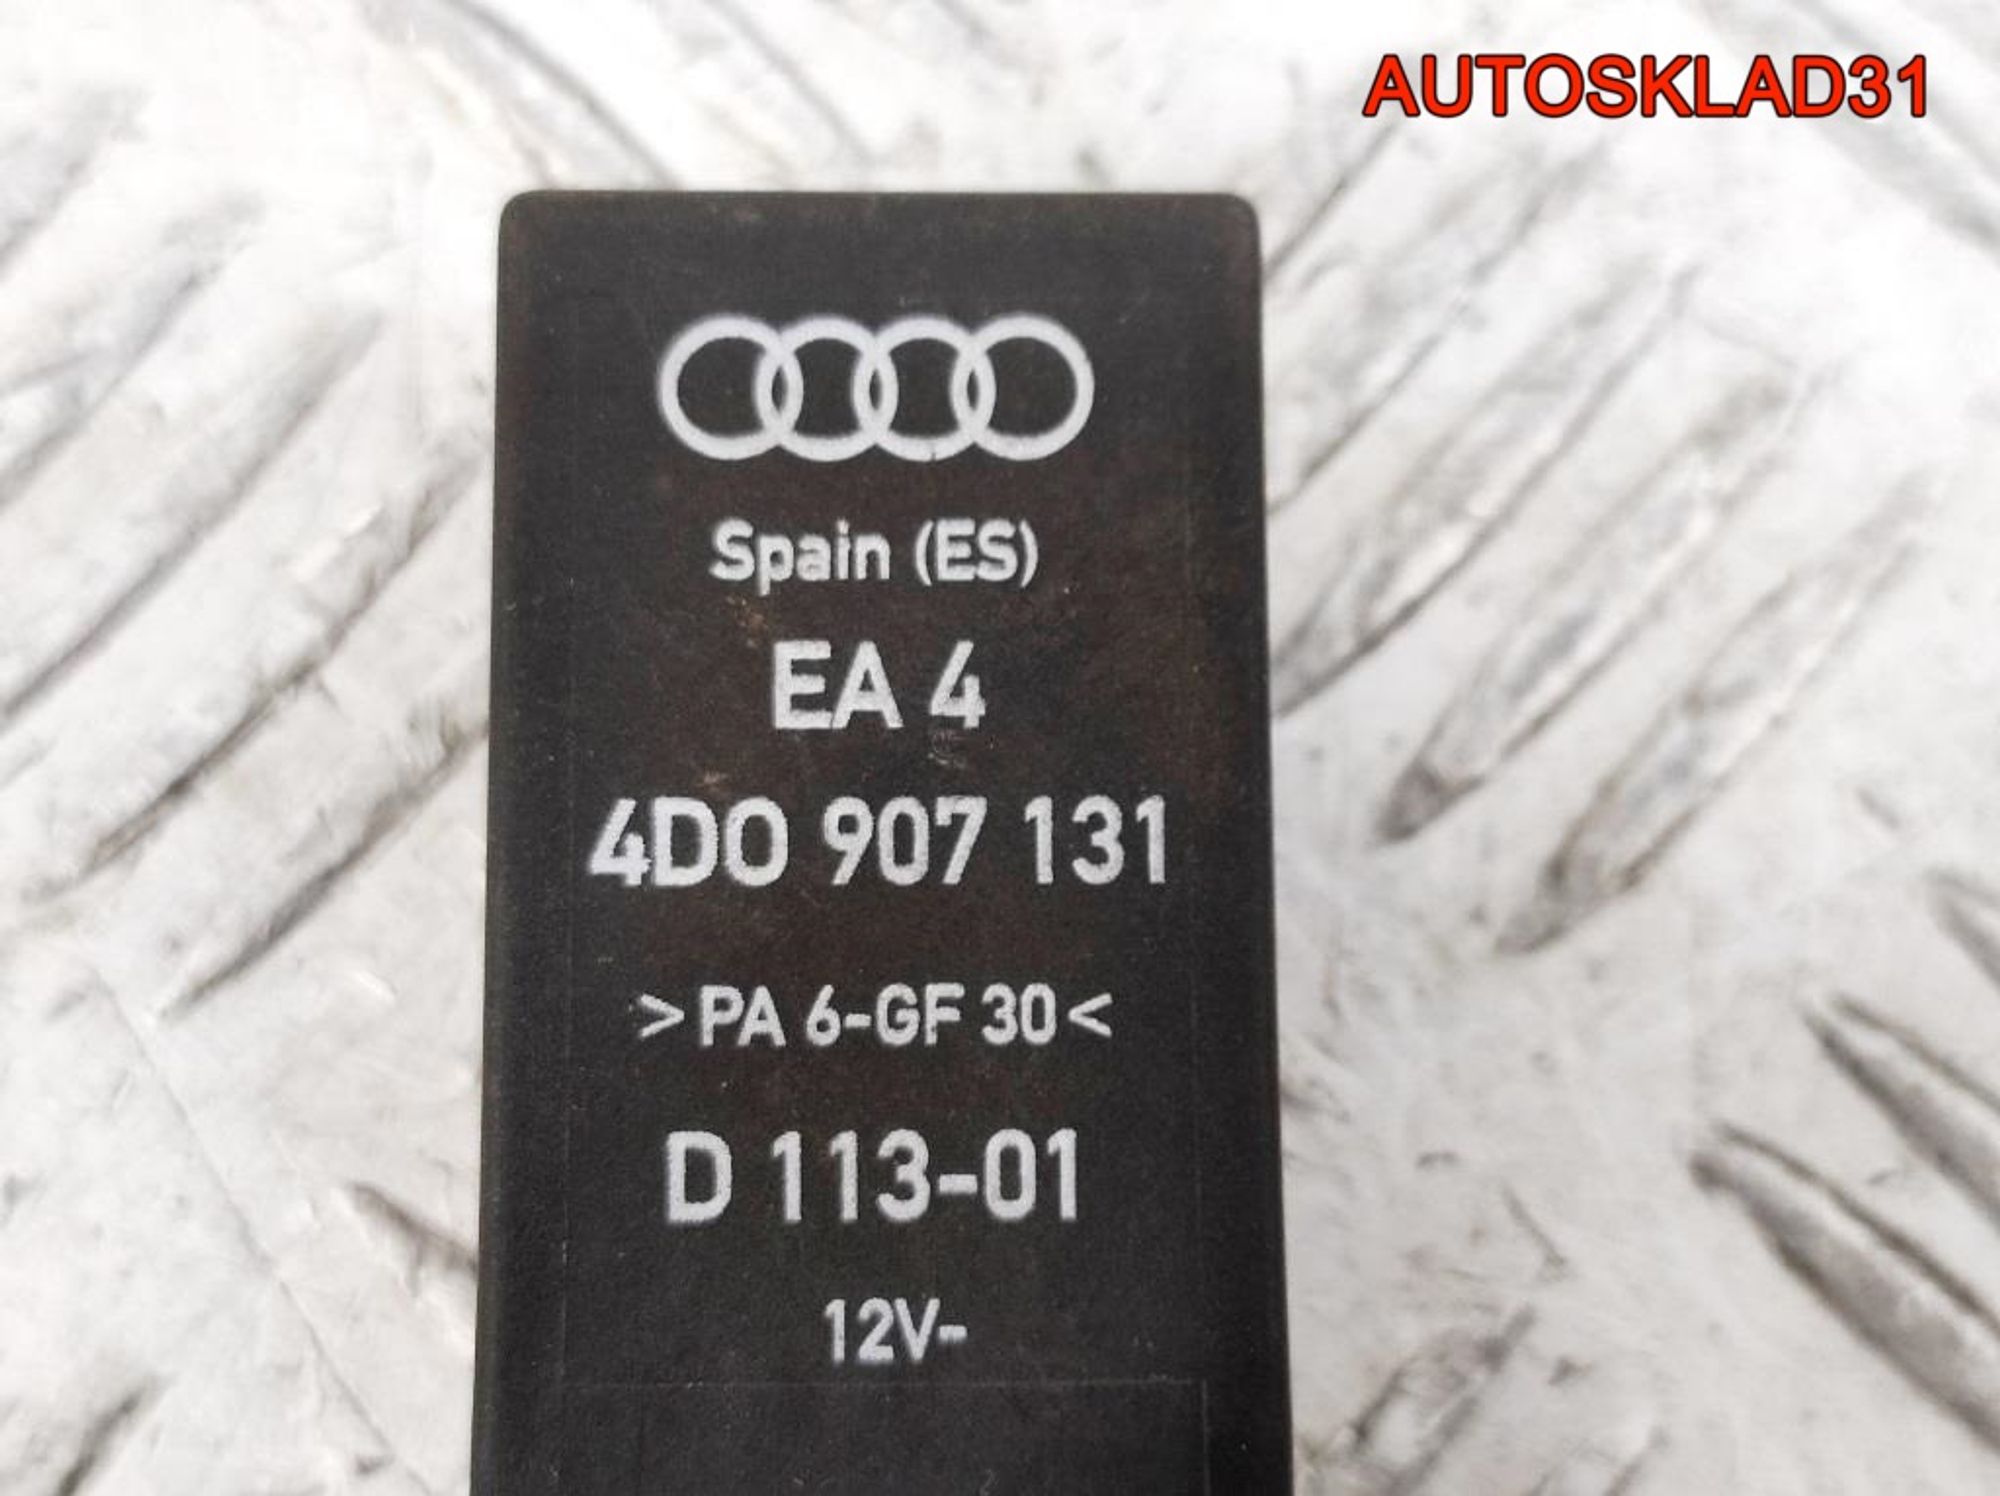 AUTOSKLAD31
Spain (ES)
EA 4
4D0 907 131
>PA 6-GF 30<
D 113-01
12V-